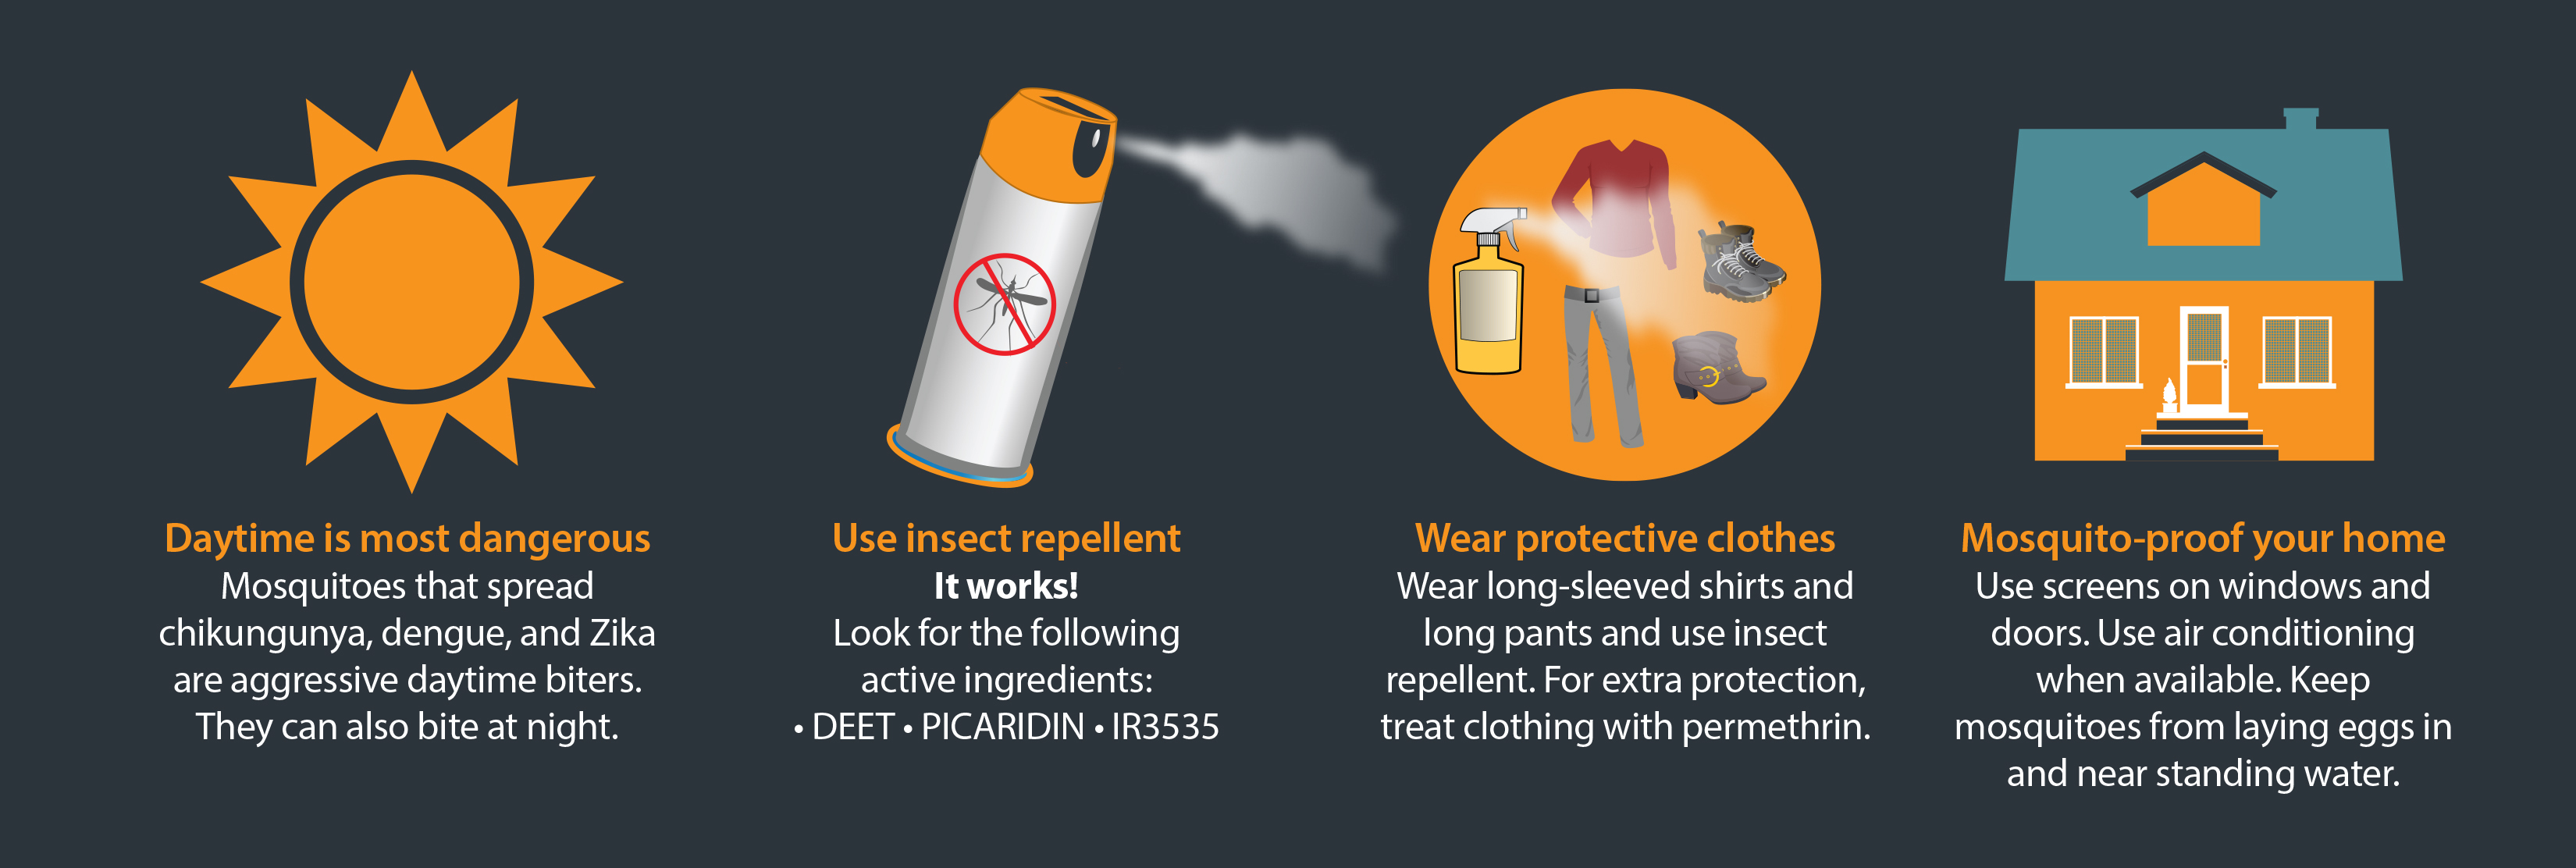 Daytime is most dangerous
Mosquitoes that spread
chikungunya, dengue, and Zika
are aggressive daytime biters.
They can also bite at night.
Use insect repellent
It works!
Look for the following
active ingredients:
• DEET • PICARIDIN • IR3535
Wear protective clothes
Wear long-sleeved shirts and
long pants and use insect
repellent. For extra protection,
treat clothing with permethrin.
Mosquito-proof your home
Use screens on windows and
doors. Use air conditioning
when available. Keep
mosquitoes from laying eggs in
and near standing water.